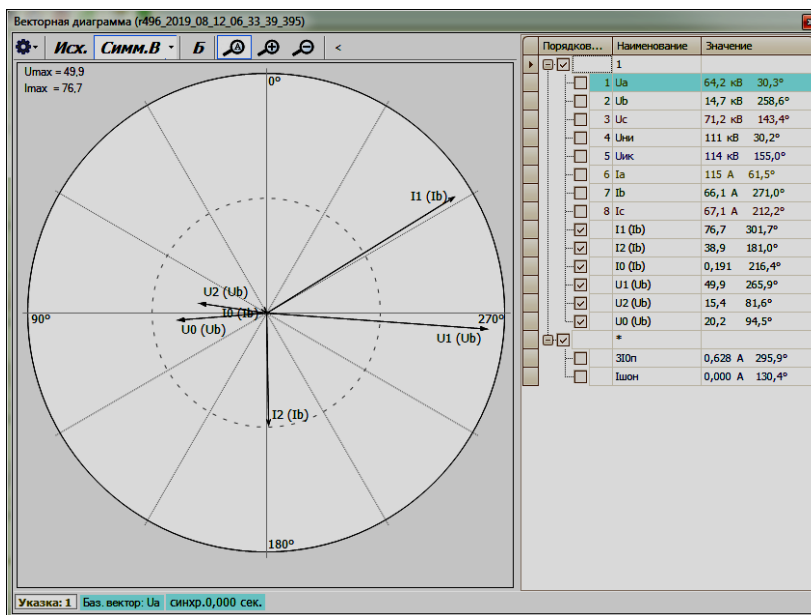 Векторная диаграмма (r496_2019_08_12_06_33_39_395)
Исх. Симм.В Б <
Umax = 49,9
Imax = 76,7
0°
I1 (Ib)
U2 (Ub)
I0 (Ib)
90°
270°
U0 (Ub)
U1 (Ub)
I2 (Ib)
180°
Порядков... Наименование Значение
1
1 Ua 64,2 кВ 30,3°
2 Ub 14,7 кВ 258,6°
3 Uc 71,2 кВ 143,4°
4 Uни 111 кВ 30,2°
5 Uик 114 кВ 155,0°
6 Ia 115 А 61,5°
7 Ib 66,1 А 271,0°
8 Ic 67,1 А 212,2°
I1 (Ib) 76,7 301,7°
I2 (Ib) 38,9 181,0°
I0 (Ib) 0,191 216,4°
U1 (Ub) 49,9 265,9°
U2 (Ub) 15,4 81,6°
U0 (Ub) 20,2 94,5°
*
3I0п 0,628 А 295,9°
Iшон 0,000 А 130,4°
Указка: 1 Баз. вектор: Ua синхр.0,000 сек.